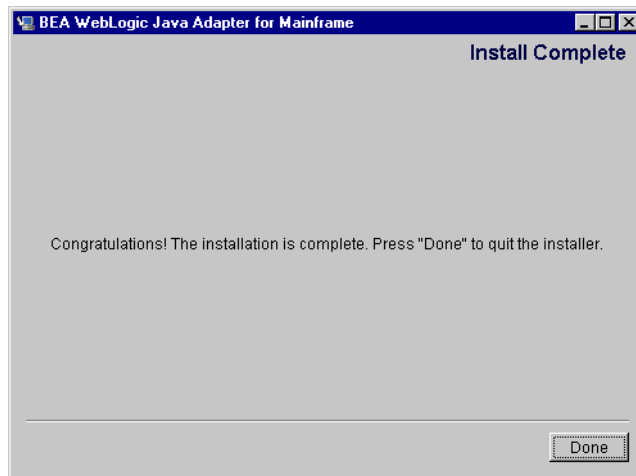 BEA WebLogic Java Adapter for Mainframe
Install Complete
Congratulations! The installation is complete. Press "Done" to quit the installer.
Done